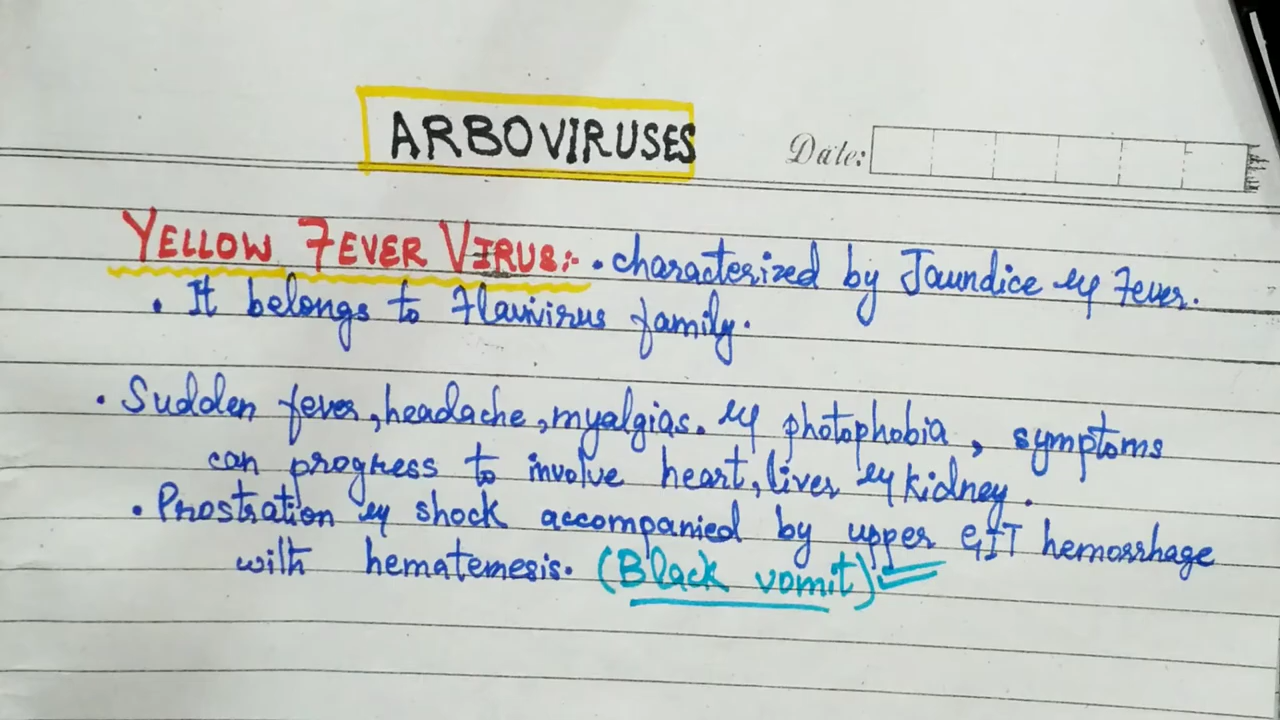 ARBOVIRUSES
Date:
YELLOW FEVER VIRUS:- • characterized by Jaundice & Fever.
• It belongs to Flavivirus family.
• Sudden fever, headache, myalgias. & photophobia, symptoms
can progress to involve heart, liver & kidney.
• Prostration & shock accompanied by upper GIT hemorrhage
with hematemesis. (Black vomit)